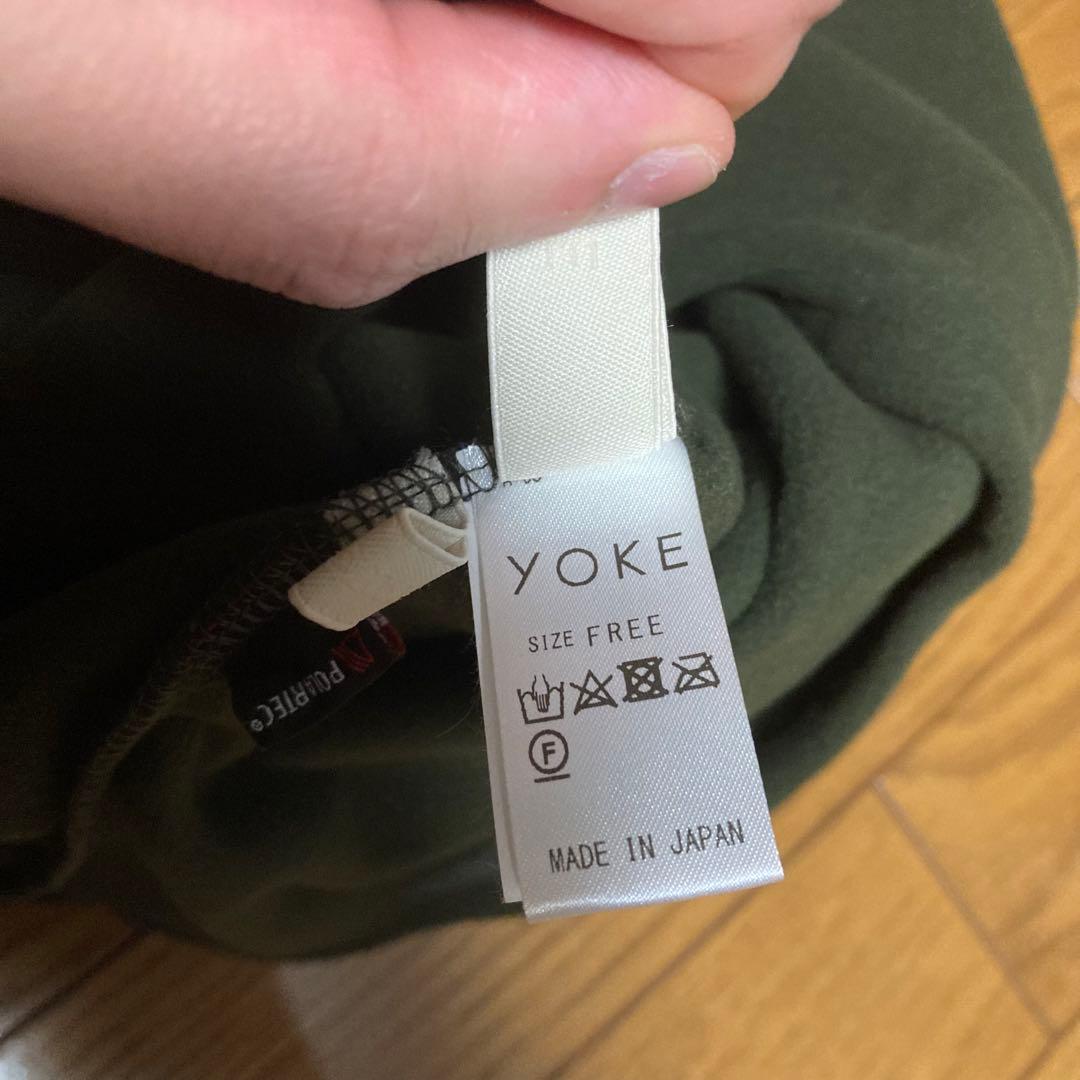 YOKE
SIZE FREE
F
MADE IN JAPAN
POLARTEC®